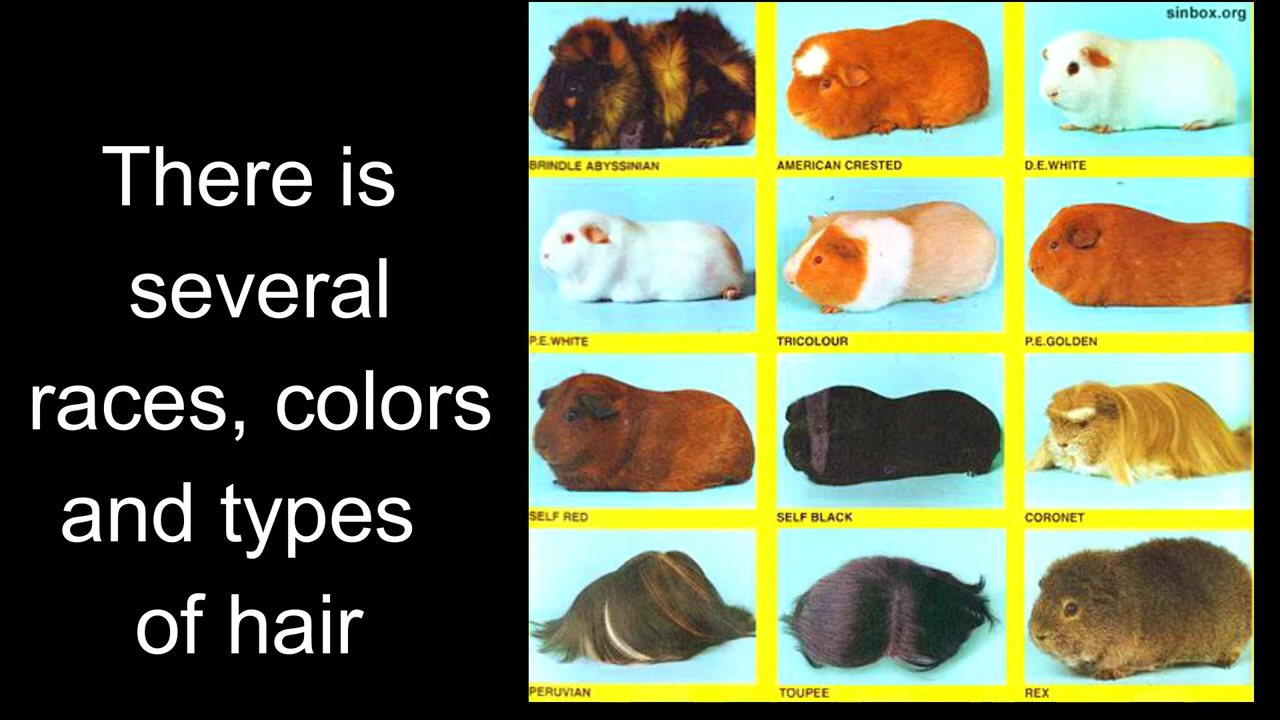 There is
several
races, colors
and types
of hair
sinbox.org
BRINDLE ABYSSINIAN
AMERICAN CRESTED
D.E.WHITE
P.E.WHITE
TRICOLOUR
P.E.GOLDEN
SELF RED
SELF BLACK
CORONET
PERUVIAN
TOUPEE
REX